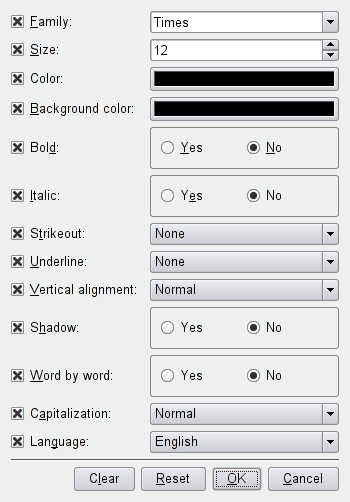 Family: Times
Size: 12
Color:
Background color:
Bold: Yes No
Italic: Yes No
Strikeout: None
Underline: None
Vertical alignment: Normal
Shadow: Yes No
Word by word: Yes No
Capitalization: Normal
Language: English
Clear Reset OK Cancel